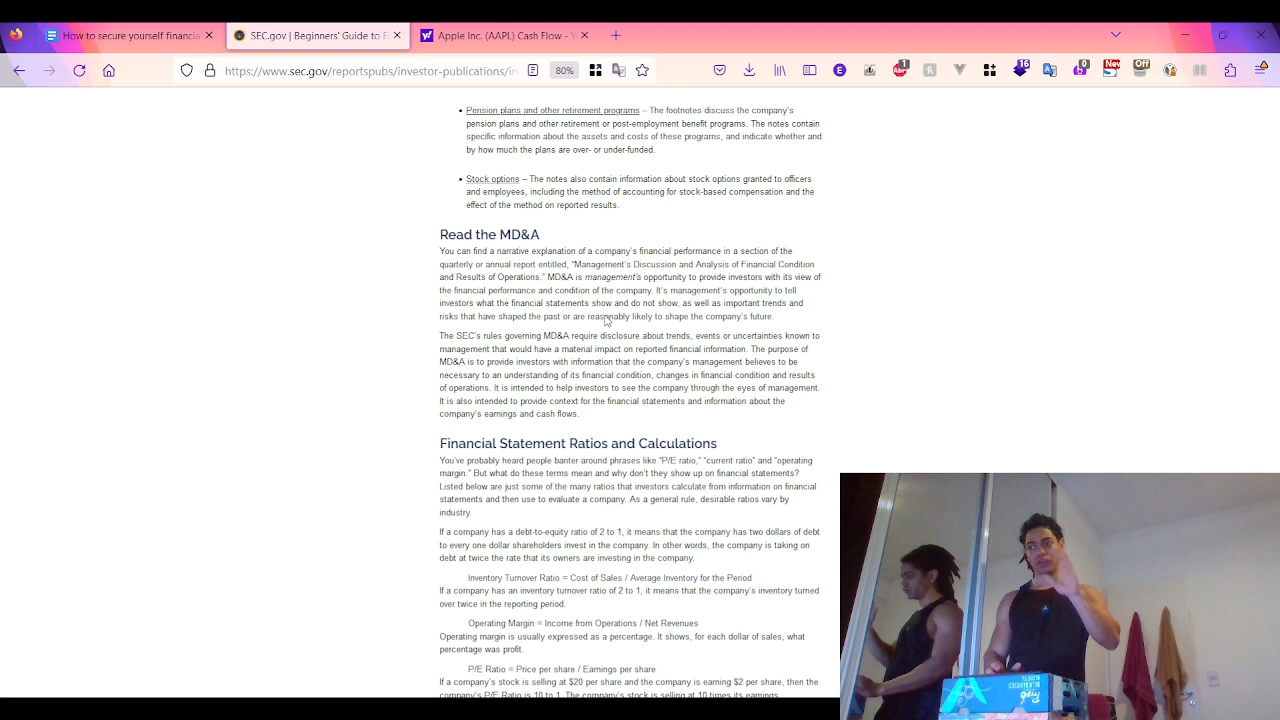 How to secure yourself financia
SEC.gov | Beginners' Guide to Fi
Apple Inc. (AAPL) Cash Flow - Y
https://www.sec.gov/reportspubs/investor-publications/in
80%
1
16
0
New
Off
• Pension plans and other retirement programs – The footnotes discuss the company's
pension plans and other retirement or post-employment benefit programs. The notes contain
specific information about the assets and costs of these programs, and indicate whether and
by how much the plans are over- or under-funded.
• Stock options – The notes also contain information about stock options granted to officers
and employees, including the method of accounting for stock-based compensation and the
effect of the method on reported results.
Read the MD&A
You can find a narrative explanation of a company's financial performance in a section of the
quarterly or annual report entitled, “Management's Discussion and Analysis of Financial Condition
and Results of Operations.” MD&A is management's opportunity to provide investors with its view of
the financial performance and condition of the company. It's management's opportunity to tell
investors what the financial statements show and do not show, as well as important trends and
risks that have shaped the past or are reasonably likely to shape the company's future.
The SEC's rules governing MD&A require disclosure about trends, events or uncertainties known to
management that would have a material impact on reported financial information. The purpose of
MD&A is to provide investors with information that the company's management believes to be
necessary to an understanding of its financial condition, changes in financial condition and results
of operations. It is intended to help investors to see the company through the eyes of management.
It is also intended to provide context for the financial statements and information about the
company's earnings and cash flows.
Financial Statement Ratios and Calculations
You've probably heard people banter around phrases like “P/E ratio,” “current ratio” and “operating
margin.” But what do these terms mean and why don't they show up on financial statements?
Listed below are just some of the many ratios that investors calculate from information on financial
statements and then use to evaluate a company. As a general rule, desirable ratios vary by
industry.
If a company has a debt-to-equity ratio of 2 to 1, it means that the company has two dollars of debt
to every one dollar shareholders invest in the company. In other words, the company is taking on
debt at twice the rate that its owners are investing in the company.
Inventory Turnover Ratio = Cost of Sales / Average Inventory for the Period
If a company has an inventory turnover ratio of 2 to 1, it means that the company's inventory turned
over twice in the reporting period.
Operating Margin = Income from Operations / Net Revenues
Operating margin is usually expressed as a percentage. It shows, for each dollar of sales, what
percentage was profit.
P/E Ratio = Price per share / Earnings per share
If a company's stock is selling at $20 per share and the company is earning $2 per share, then the
company's P/E Ratio is 10 to 1. The company's stock is selling at 10 times its earnings.